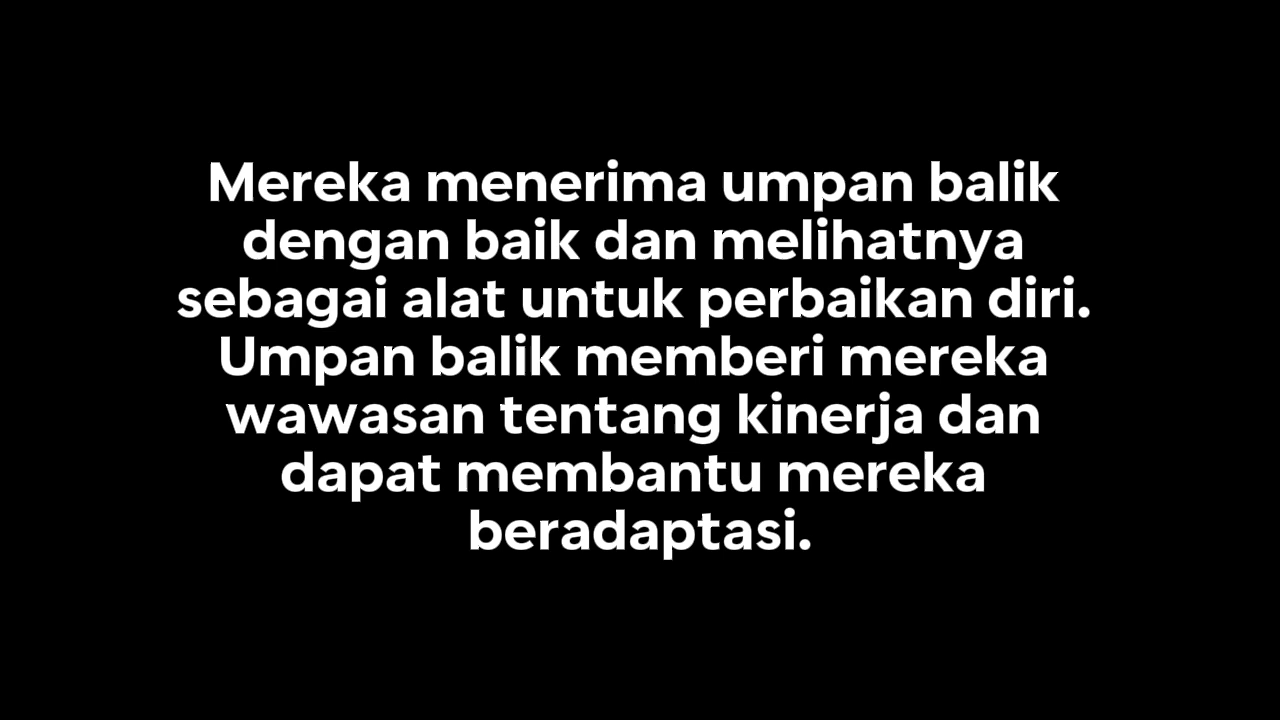 Mereka menerima umpan balik
dengan baik dan melihatnya
sebagai alat untuk perbaikan diri.
Umpan balik memberi mereka
wawasan tentang kinerja dan
dapat membantu mereka
beradaptasi.